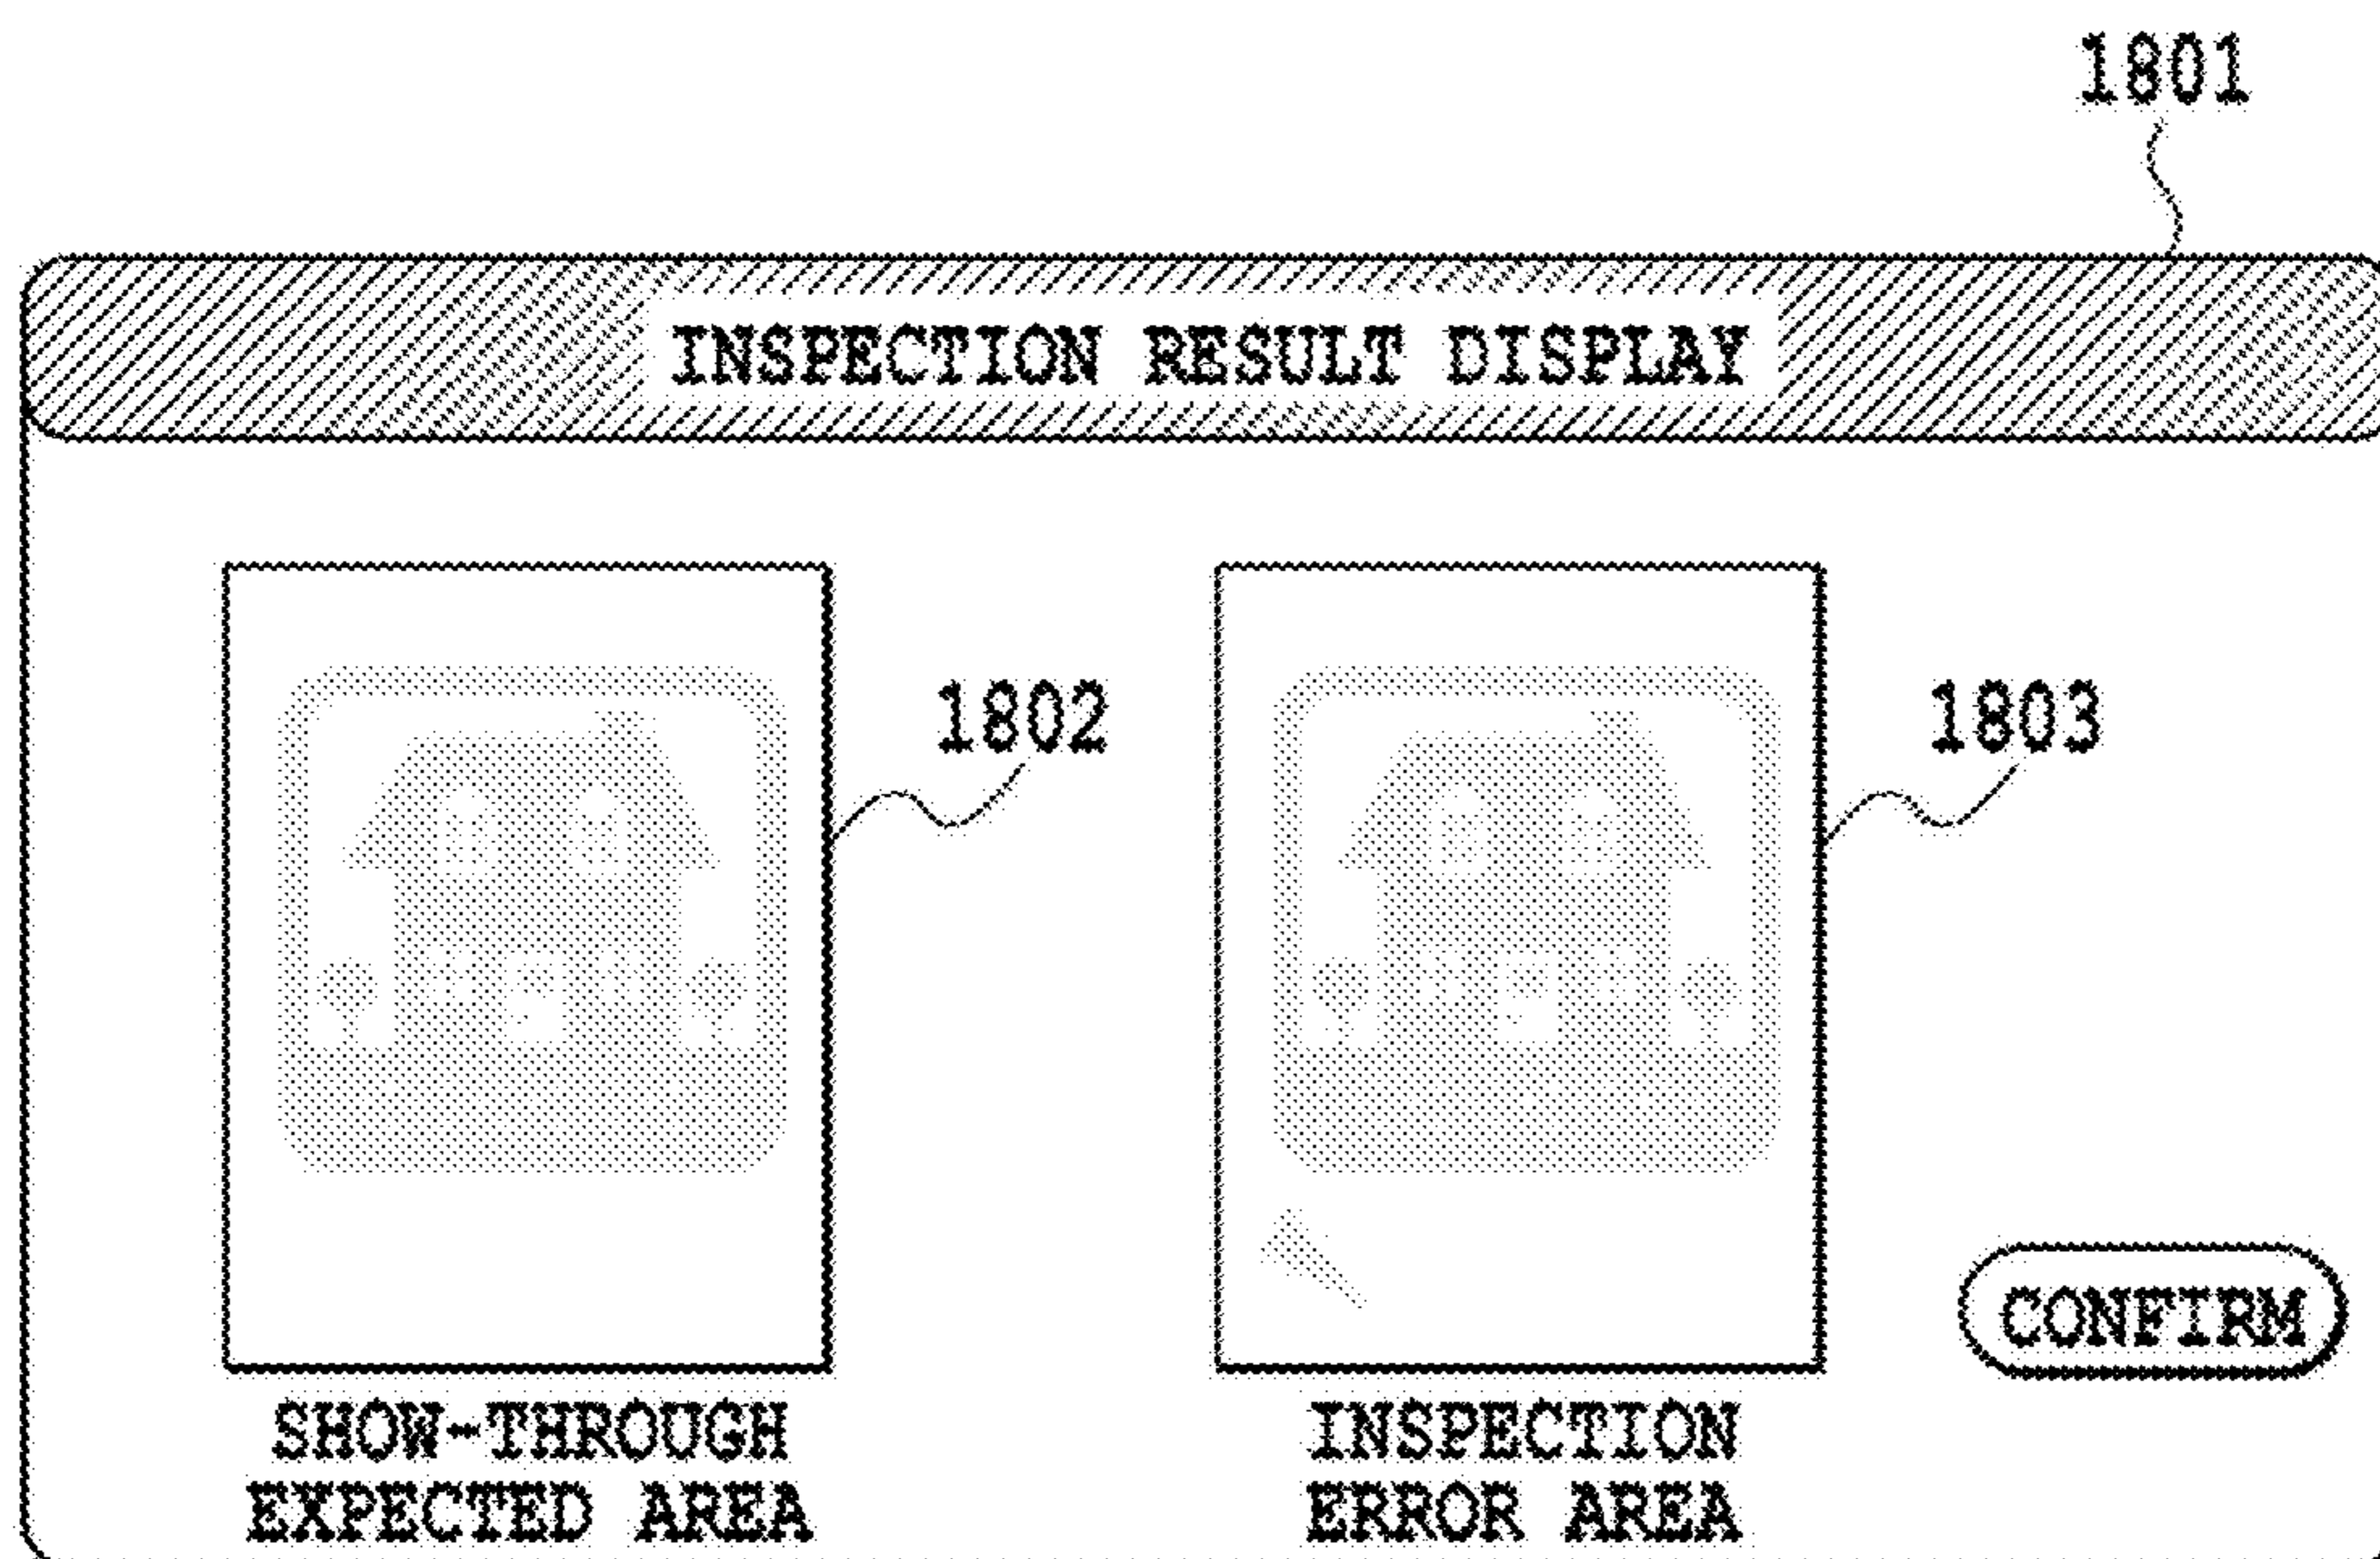 1801
INSPECTION RESULT DISPLAY
1802
1803
CONFIRM
SHOW-THROUGH
EXPECTED AREA
INSPECTION
ERROR AREA